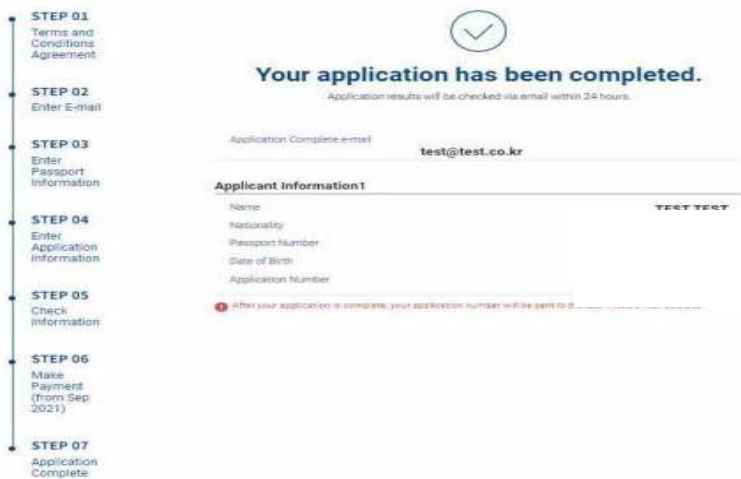 STEP 01
Terms and
Conditions
Agreement
STEP 02
Enter E-mail
STEP 03
Enter
Passport
Information
STEP 04
Enter
Application
Information
STEP 05
Check
Information
STEP 06
Make
Payment
(from Sep
2021)
STEP 07
Application
Complete
Your application has been completed.
Application results will be checked via email within 24 hours.
Application Complete e-mail
test@test.co.kr
Applicant Information1
Name
TEST TEST
Nationality
Passport Number
Date of Birth
Application Number
After your application is complete, your application number will be sent to